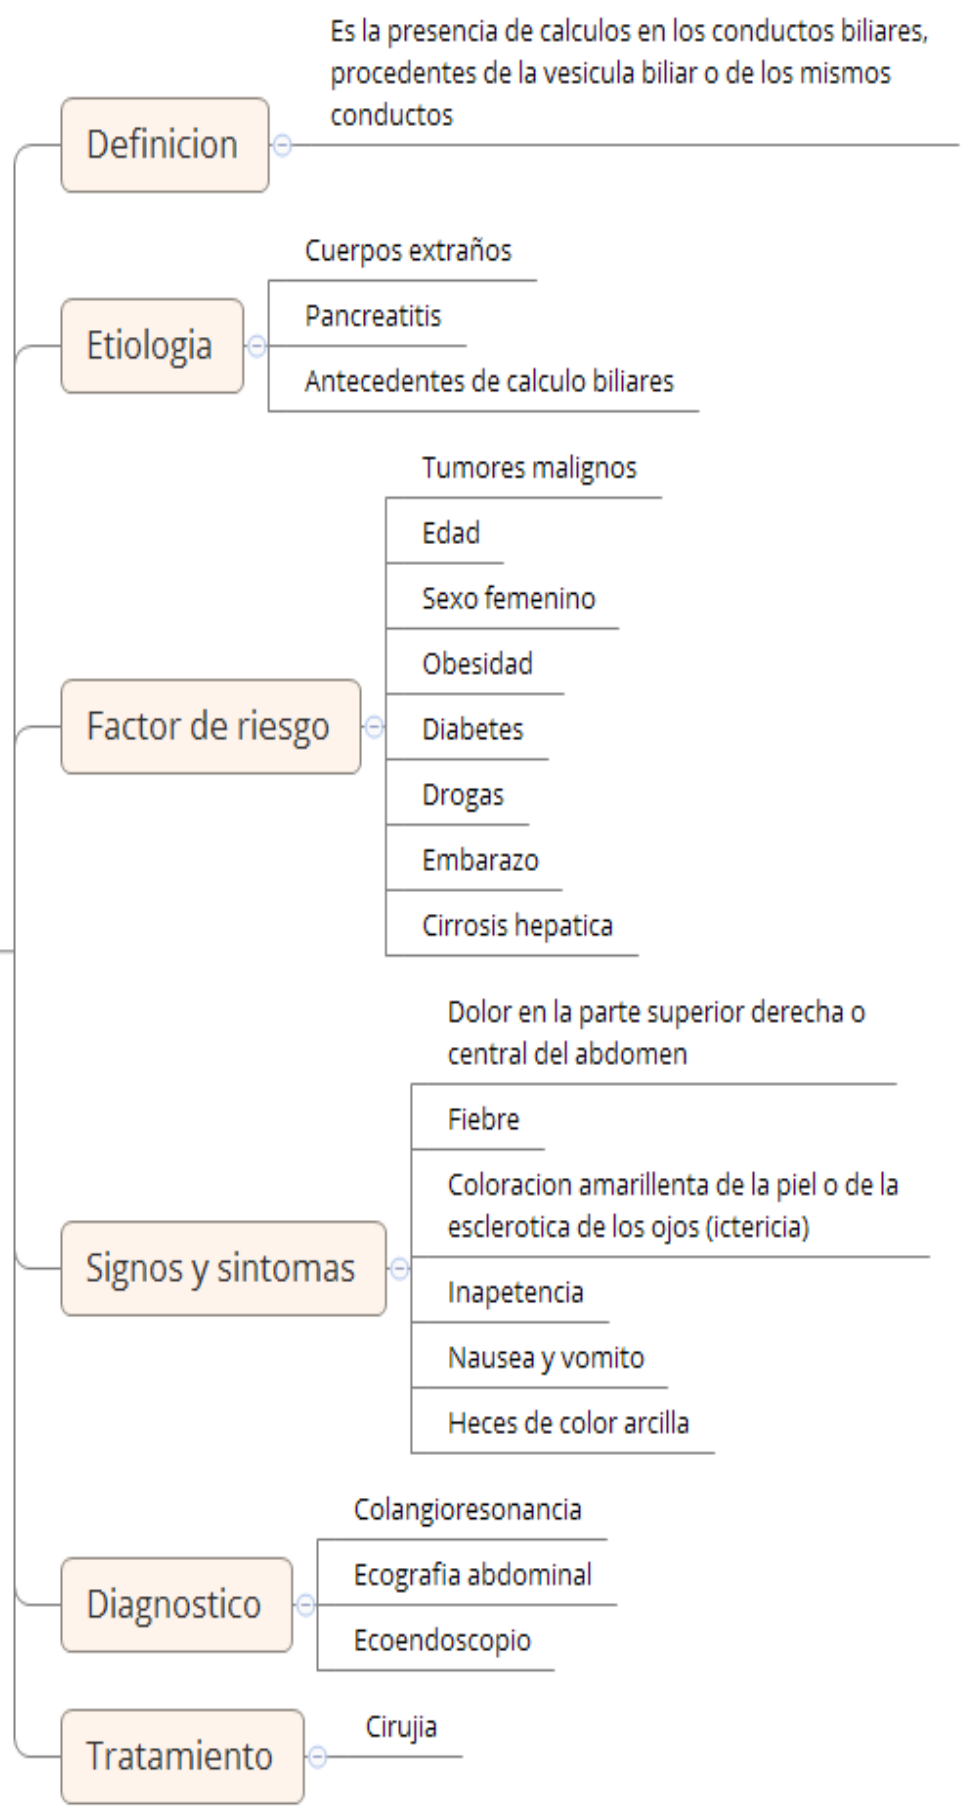 Es la presencia de calculos en los conductos biliares,
procedentes de la vesicula biliar o de los mismos
conductos
Definicion
Cuerpos extraños
Pancreatitis
Etiologia
Antecedentes de calculo biliares
Tumores malignos
Edad
Sexo femenino
Obesidad
Factor de riesgo
Diabetes
Drogas
Embarazo
Cirrosis hepatica
Dolor en la parte superior derecha o
central del abdomen
Fiebre
Coloracion amarillenta de la piel o de la
esclerotica de los ojos (ictericia)
Signos y sintomas
Inapetencia
Nausea y vomito
Heces de color arcilla
Colangioresonancia
Ecografia abdominal
Diagnostico
Ecoendoscopio
Cirujia
Tratamiento